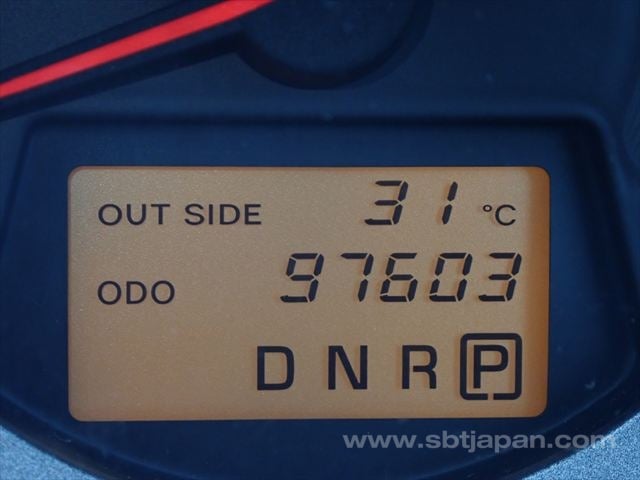 OUT SIDE 31 °C
ODO 97603
D N R P
www.sbtjapan.com